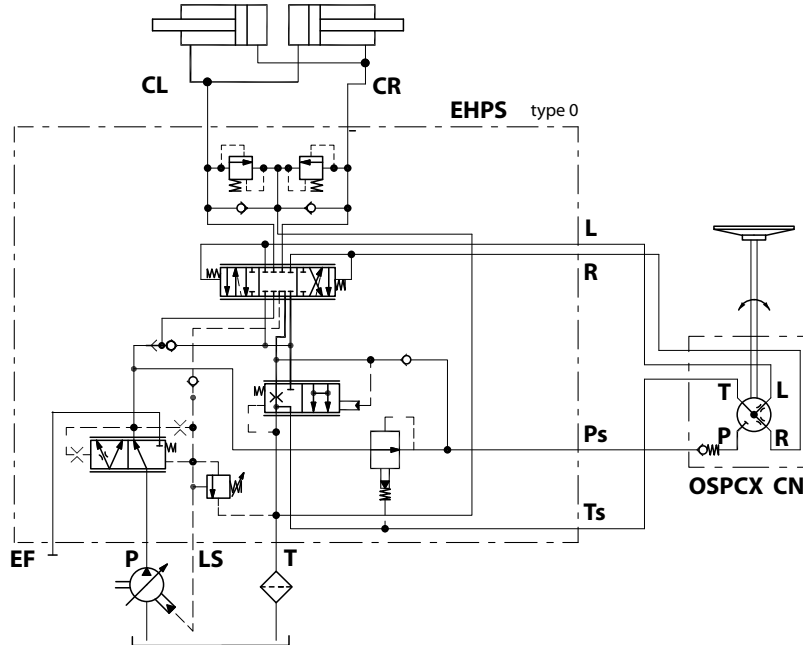 CL CR
EHPS type 0
L
R
T L
P R
Ps
OSPCX CN
Ts
EF P LS T